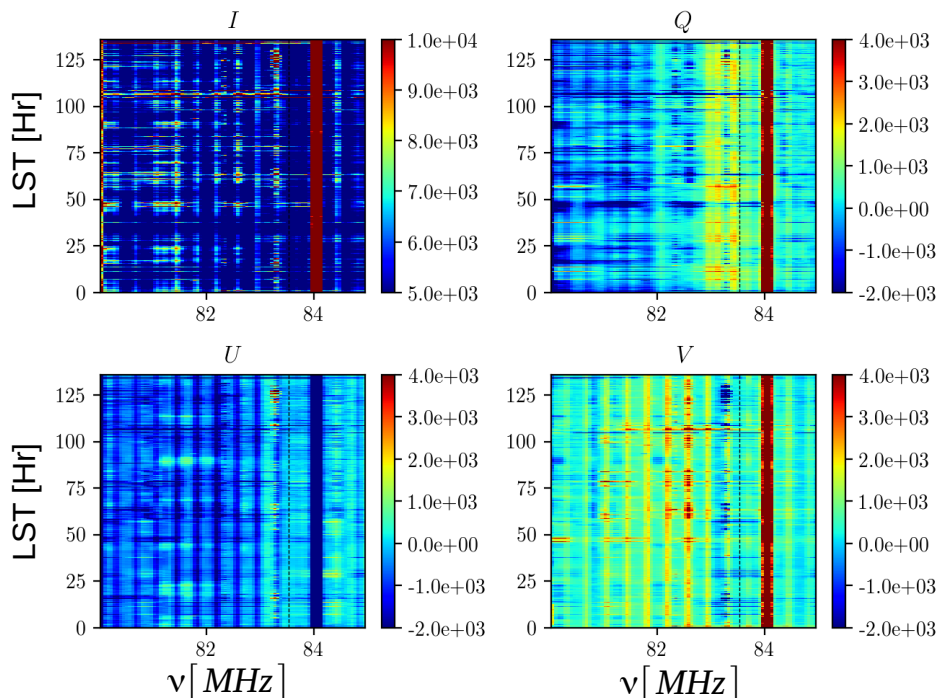 I
LST [Hr]
135
125
100
75
50
25
0
82
84
1.0e+04
9.0e+03
8.0e+03
7.0e+03
6.0e+03
5.0e+03
Q
125
100
75
50
25
0
82
84
4.0e+03
3.0e+03
2.0e+03
1.0e+03
0.0e+00
-1.0e+03
-2.0e+03
U
LST [Hr]
125
100
75
50
25
0
82
84
ν[MHz]
4.0e+03
3.0e+03
2.0e+03
1.0e+03
0.0e+00
-1.0e+03
-2.0e+03
V
125
100
75
50
25
0
82
84
ν[MHz]
4.0e+03
3.0e+03
2.0e+03
1.0e+03
0.0e+00
-1.0e+03
-2.0e+03